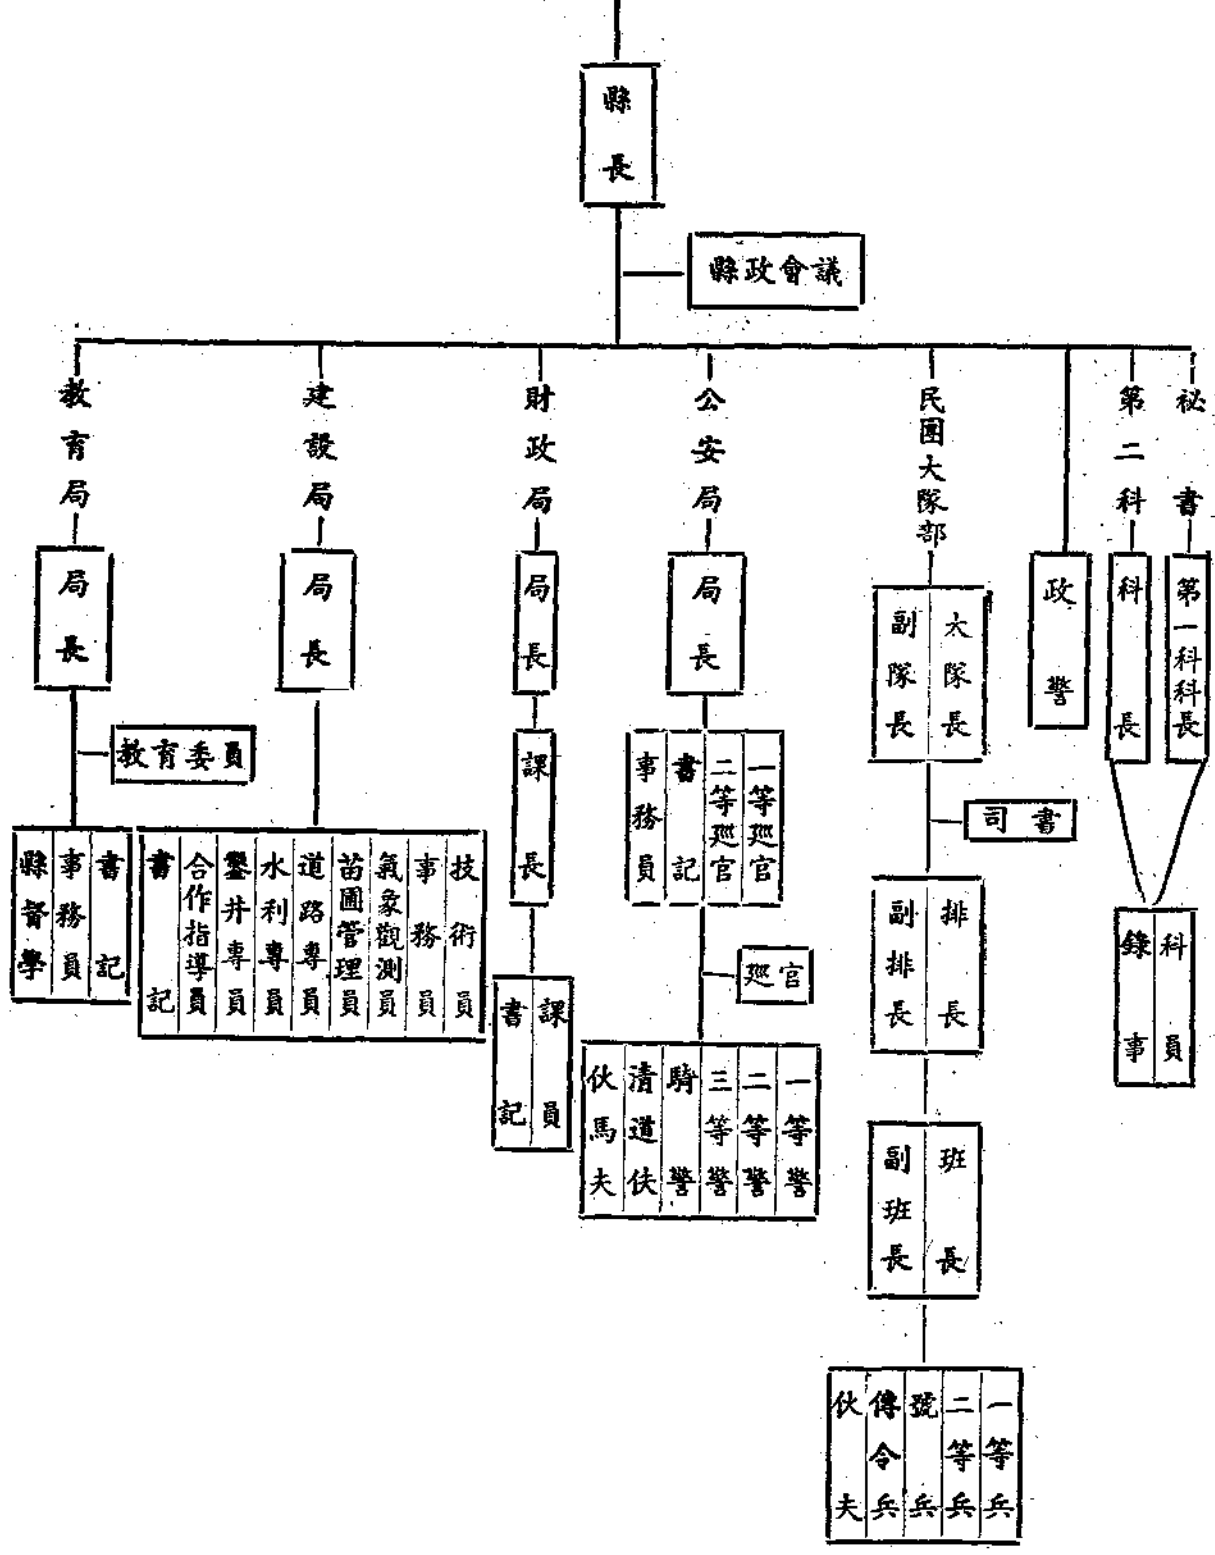 縣長
縣政會議
祕書
第一科科長
第二科
科長
科員
錄事
政警
民團大隊部
大隊長
副隊長
司書
排長
副排長
班長
副班長
一等兵
二等兵
號兵
傳令兵
伙夫
公安局
局長
一等巡官
二等巡官
書記
事務員
巡官
一等警
二等警
三等警
騎警
清道伕
伙馬夫
財政局
局長
課長
課員
書記
建設局
局長
技術員
事務員
氣象觀測員
苗圃管理員
道路專員
水利專員
鑿井專員
合作指導員
書記
教育局
局長
教育委員
書記
事務員
縣督學